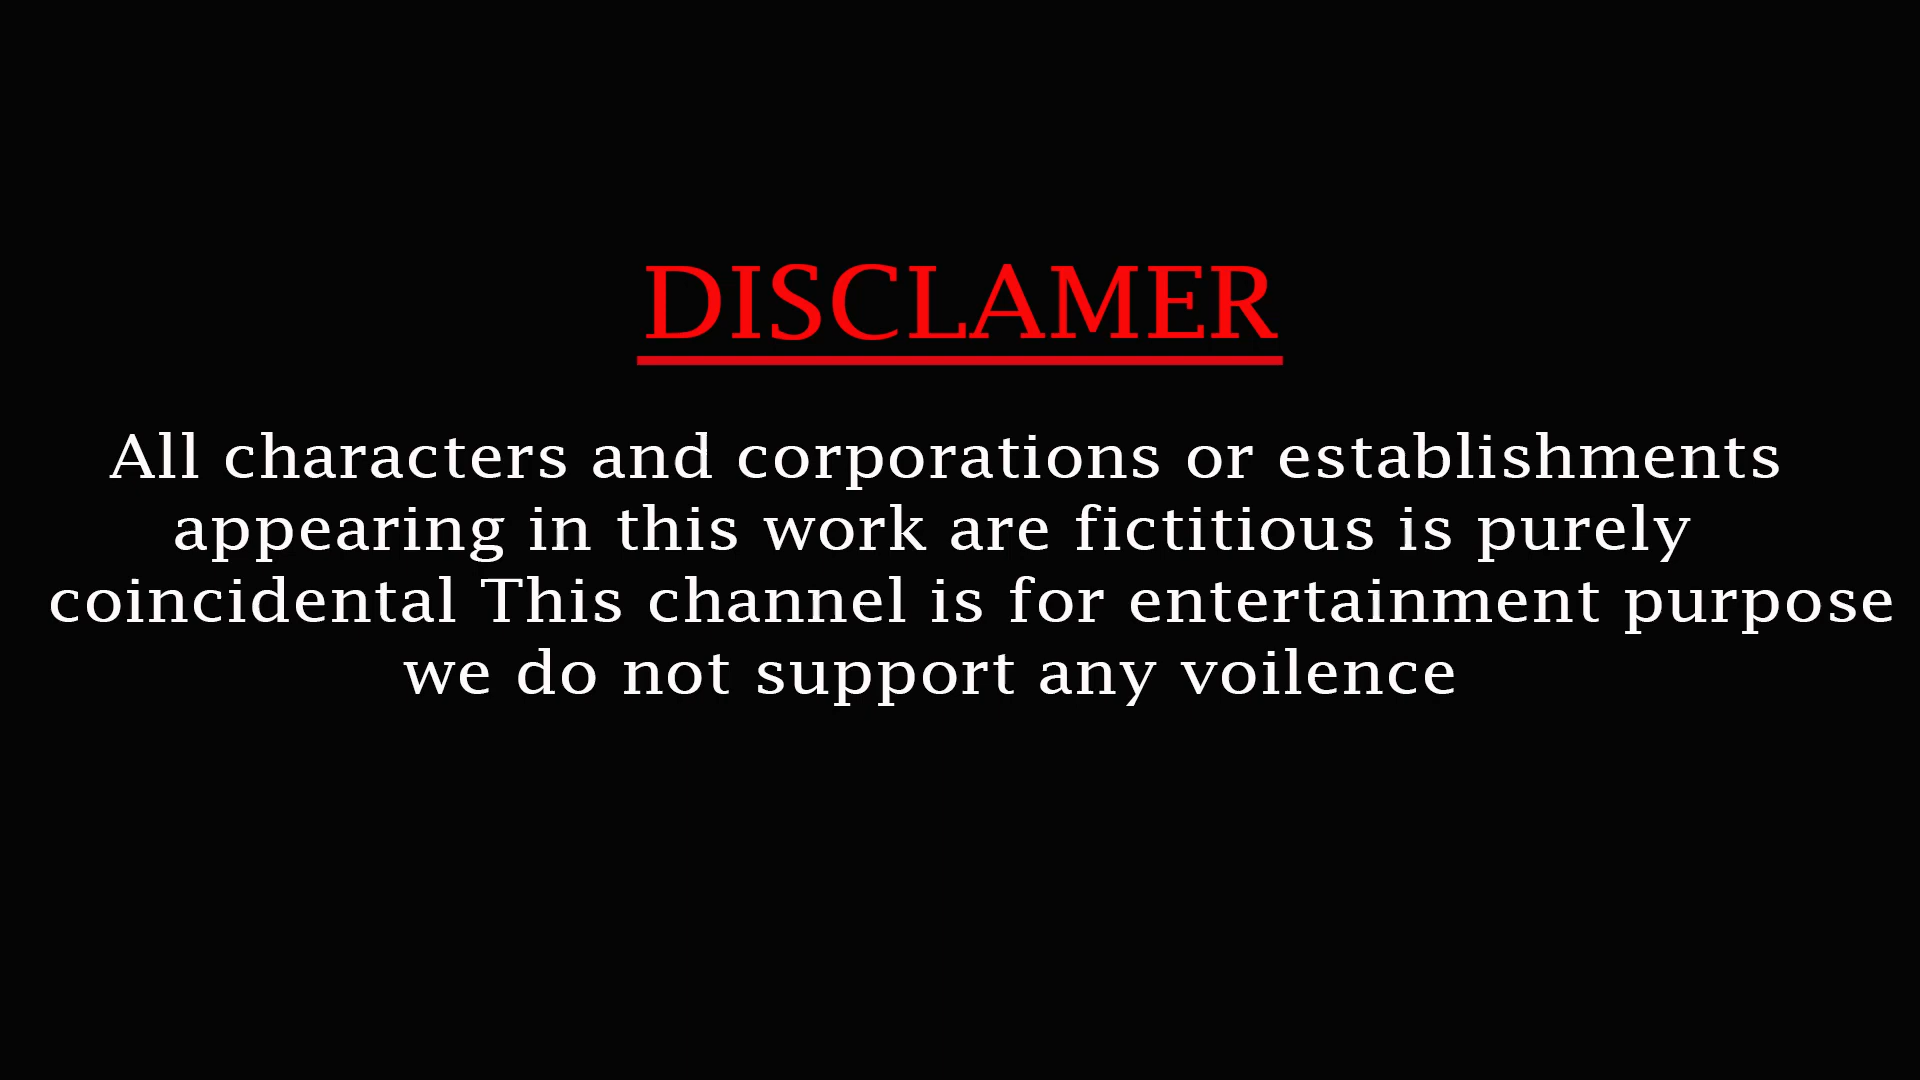 DISCLAMER
All characters and corporations or establishments
appearing in this work are fictitious is purely
coincidental This channel is for entertainment purpose
we do not support any voilence